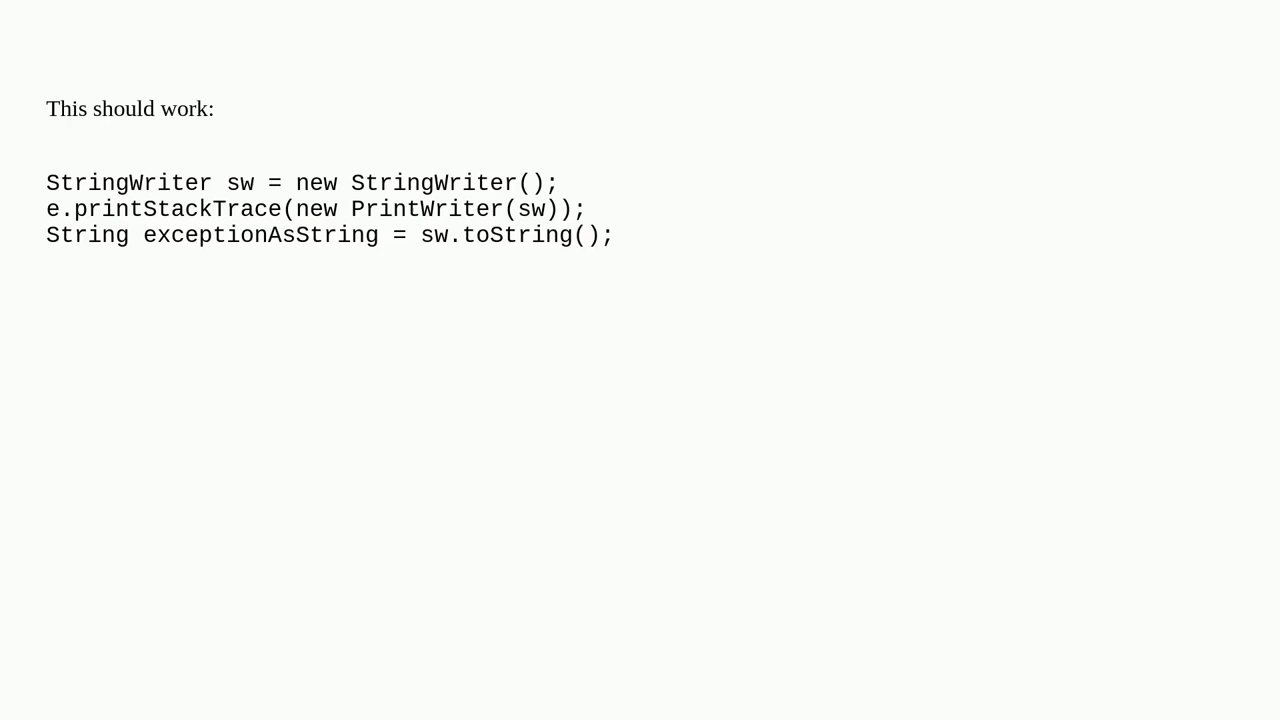 This should work:
StringWriter sw = new StringWriter();
e.printStackTrace(new PrintWriter(sw));
String exceptionAsString = sw.toString();